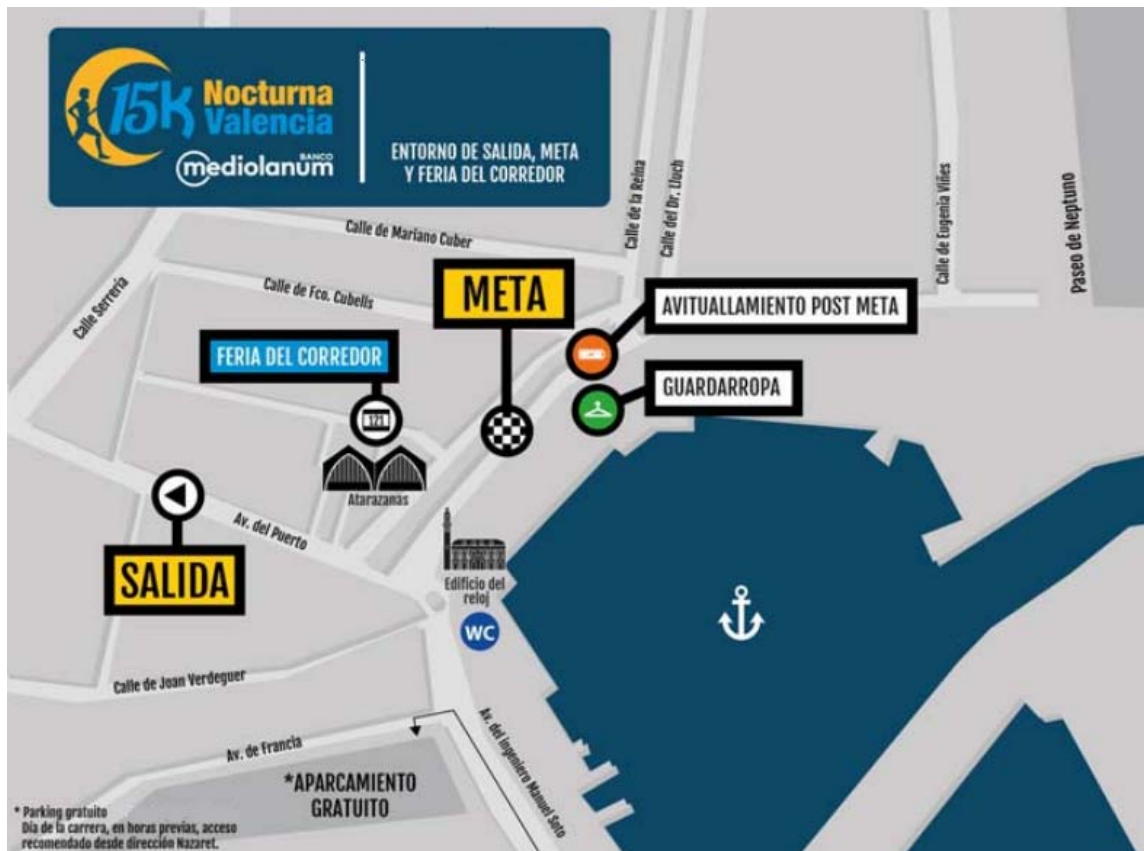 15K Nocturna
Valencia
BANCO
mediolanum
ENTORNO DE SALIDA, META
Y FERIA DEL CORREDOR
Calle de la Reina
Calle del Dr. Lluch
Calle de Eugenia Viñes
Paseo de Neptuno
Calle de Mariano Cuber
Calle de Fco. Cubells
Calle Serrería
META
AVITUALLAMIENTO POST META
FERIA DEL CORREDOR
GUARDARROPA
121
Atarazanas
Av. del Puerto
SALIDA
Edificio del
reloj
WC
Calle de Joan Verdeguer
Av. de Francia
Av. del ingeniero Manuel Soto
*APARCAMIENTO
GRATUITO
* Parking gratuito
Día de la carrera, en horas previas, acceso
recomendado desde dirección Nazaret.